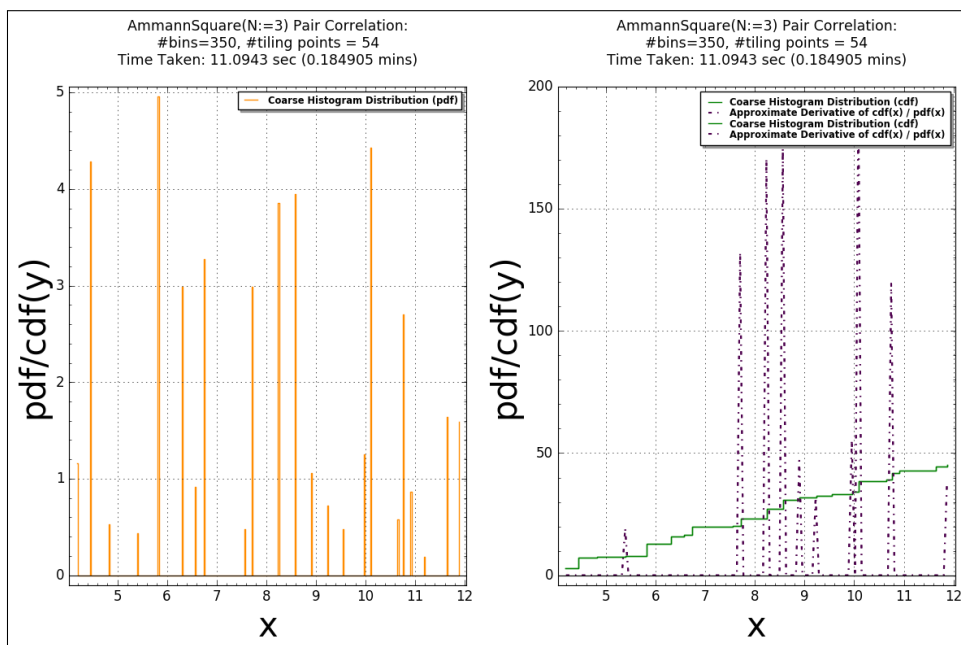 AmmannSquare(N:=3) Pair Correlation:
#bins=350, #tiling points = 54
Time Taken: 11.0943 sec (0.184905 mins)
Coarse Histogram Distribution (pdf)
pdf/cdf(y)
5
4
3
2
1
0
5 6 7 8 9 10 11 12
x
AmmannSquare(N:=3) Pair Correlation:
#bins=350, #tiling points = 54
Time Taken: 11.0943 sec (0.184905 mins)
Coarse Histogram Distribution (cdf)
Approximate Derivative of cdf(x) / pdf(x)
Coarse Histogram Distribution (cdf)
Approximate Derivative of cdf(x) / pdf(x)
pdf/cdf(y)
200
150
100
50
0
5 6 7 8 9 10 11 12
x